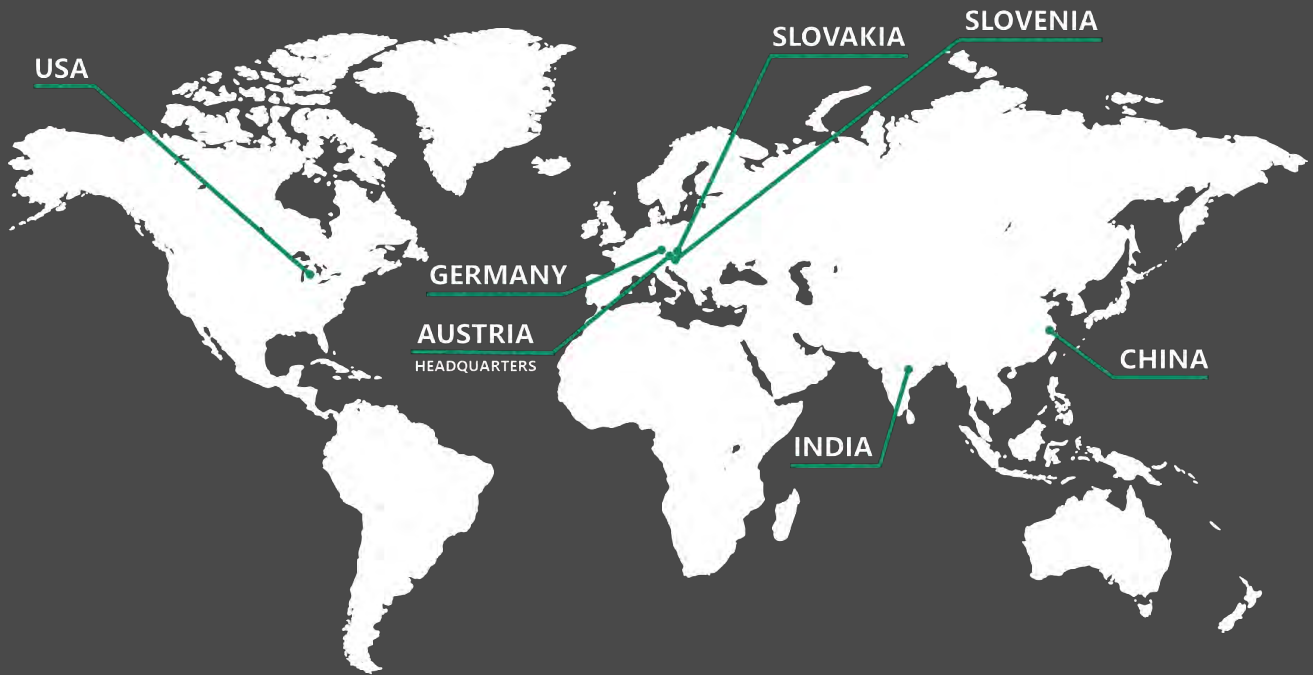 SLOVENIA
SLOVAKIA
USA
GERMANY
AUSTRIA
HEADQUARTERS
CHINA
INDIA